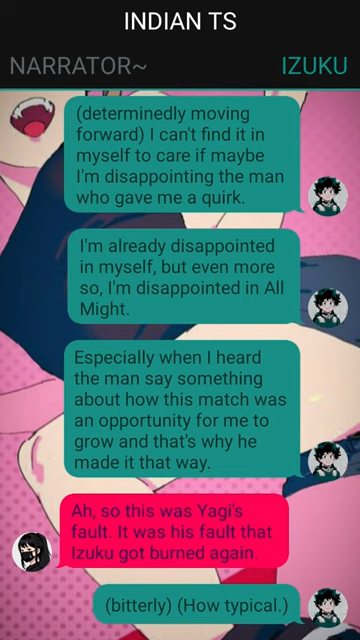 INDIAN TS
NARRATOR~ IZUKU
(determinedly moving
forward) I can't find it in
myself to care if maybe
I'm disappointing the man
who gave me a quirk.
I'm already disappointed
in myself, but even more
so, I'm disappointed in All
Might.
Especially when I heard
the man say something
about how this match was
an opportunity for me to
grow and that's why he
made it that way.
Ah, so this was Yagi's
fault. It was his fault that
Izuku got burned again.
(bitterly) (How typical.)